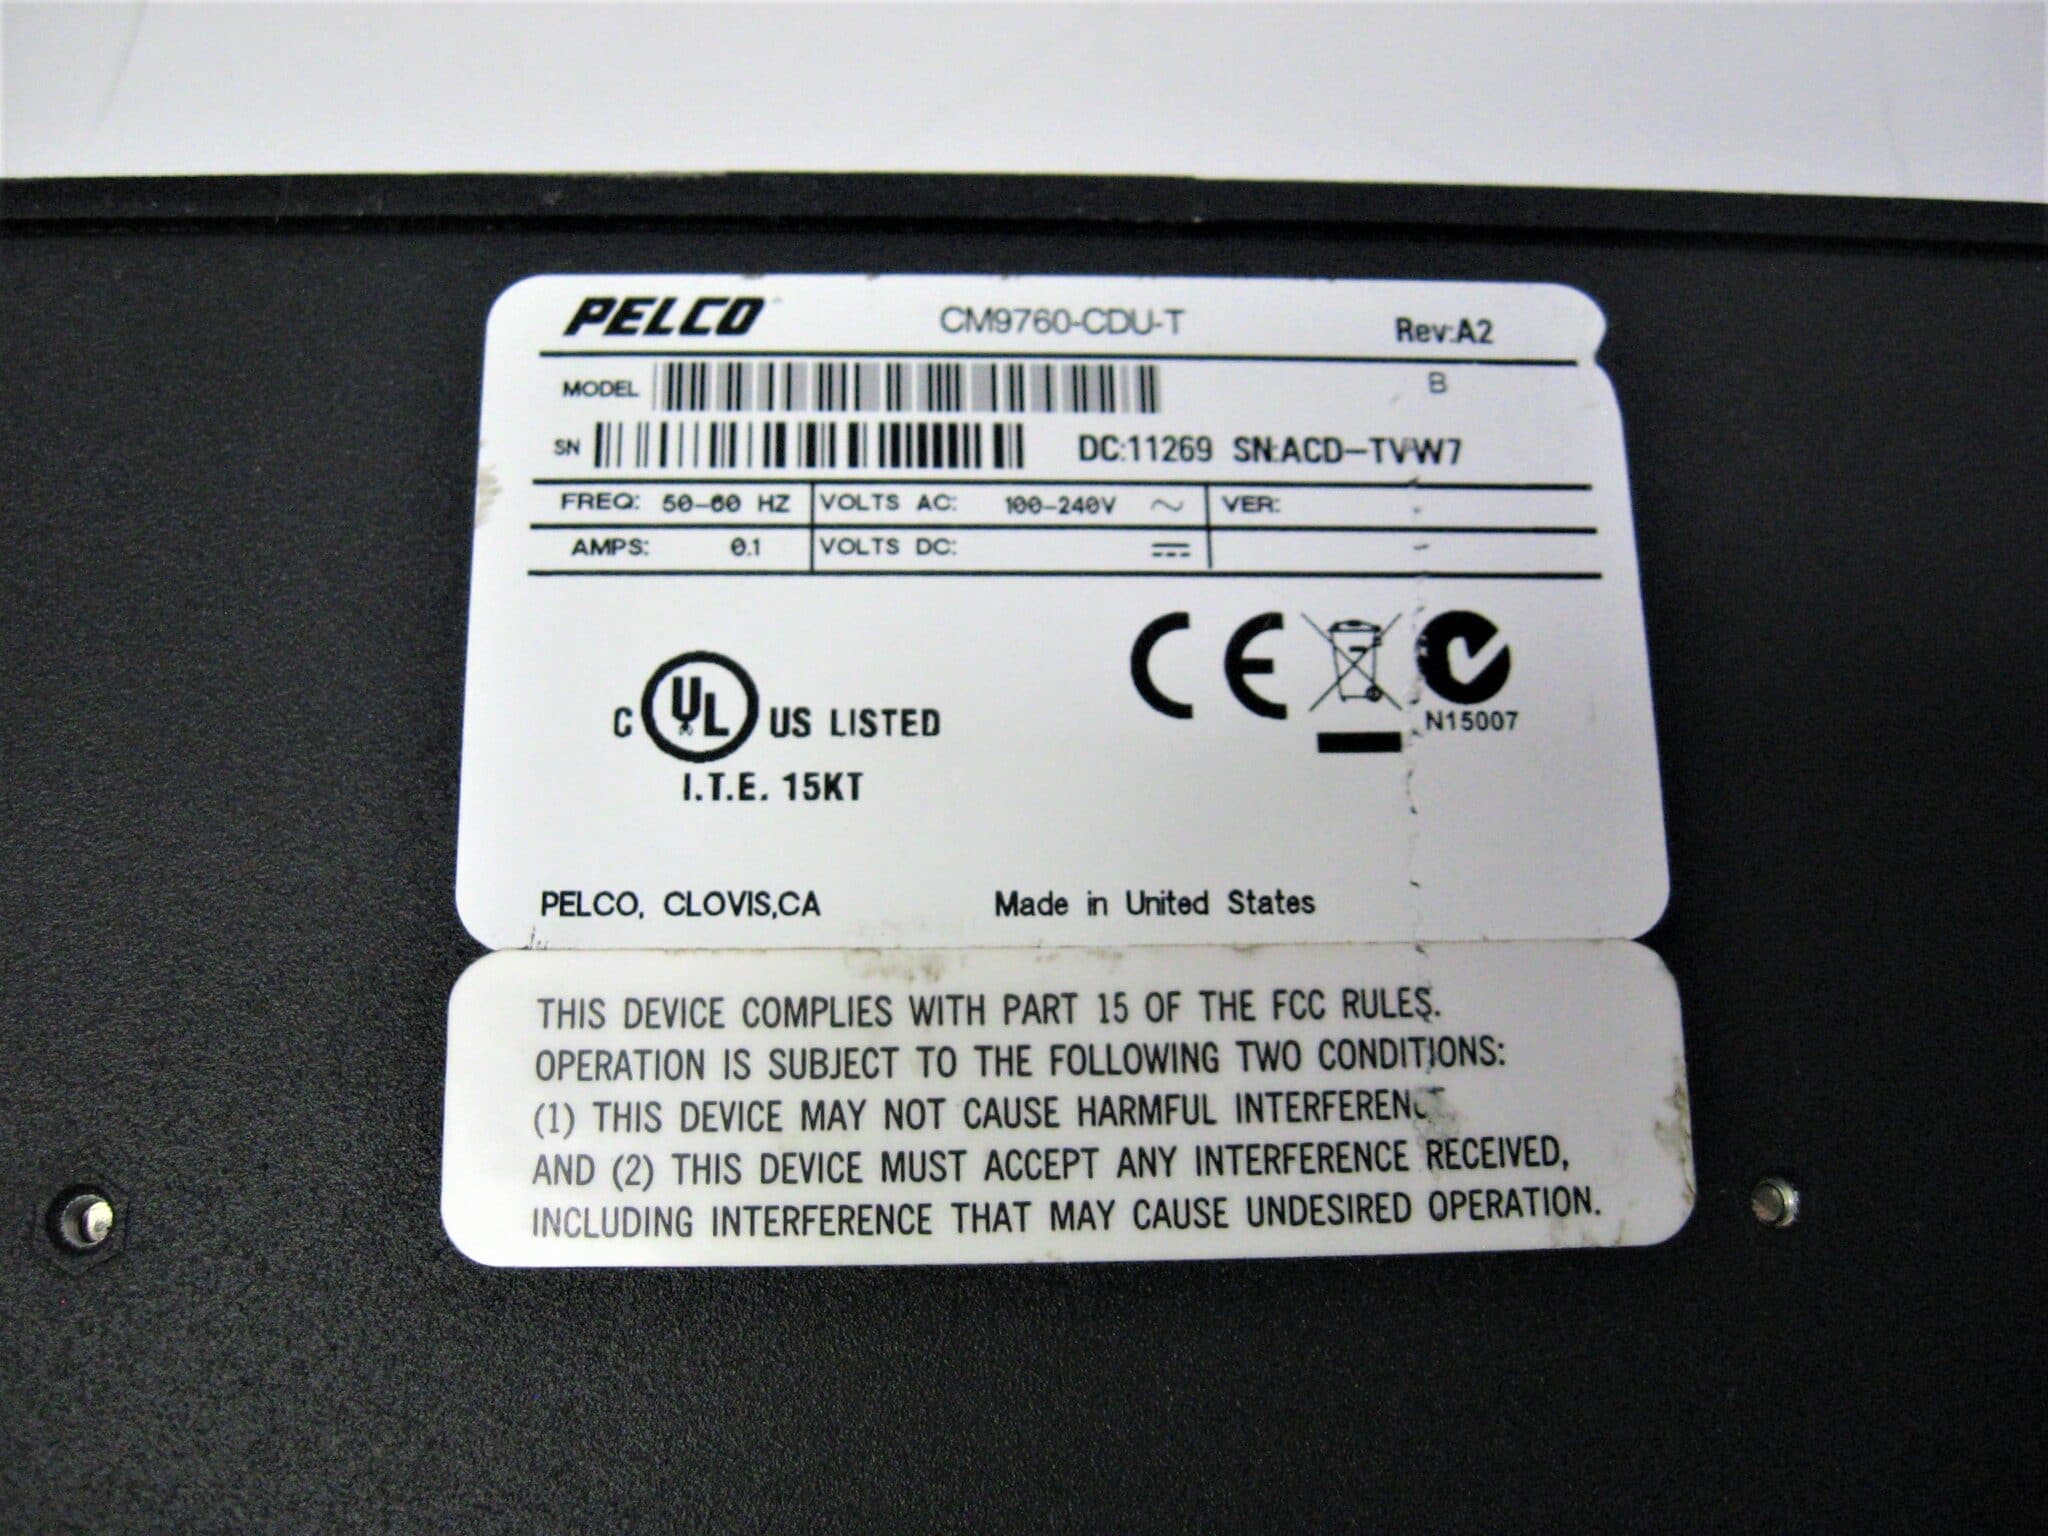 PELCO CM9760-CDU-T Rev:A2
MODEL B
SN DC:11269 SN:ACD-
FREQ: 50-60 HZ VOLTS AC: 100-240V ~ VER:
AMPS: 0.1 VOLTS DC:
CE
C UL US LISTED
N15007
I.T.E. 15KT
PELCO, CLOVIS,CA Made in United States
THIS DEVICE COMPLIES WITH PART 15 OF THE FCC RULES.
OPERATION IS SUBJECT TO THE FOLLOWING TWO CONDITIONS:
(1) THIS DEVICE MAY NOT CAUSE HARMFUL
AND (2) THIS DEVICE MUST ACCEPT ANY INTERFERENCE RECEIVED,
INCLUDING INTERFERENCE THAT MAY CAUSE UNDESIRED OPERATION.